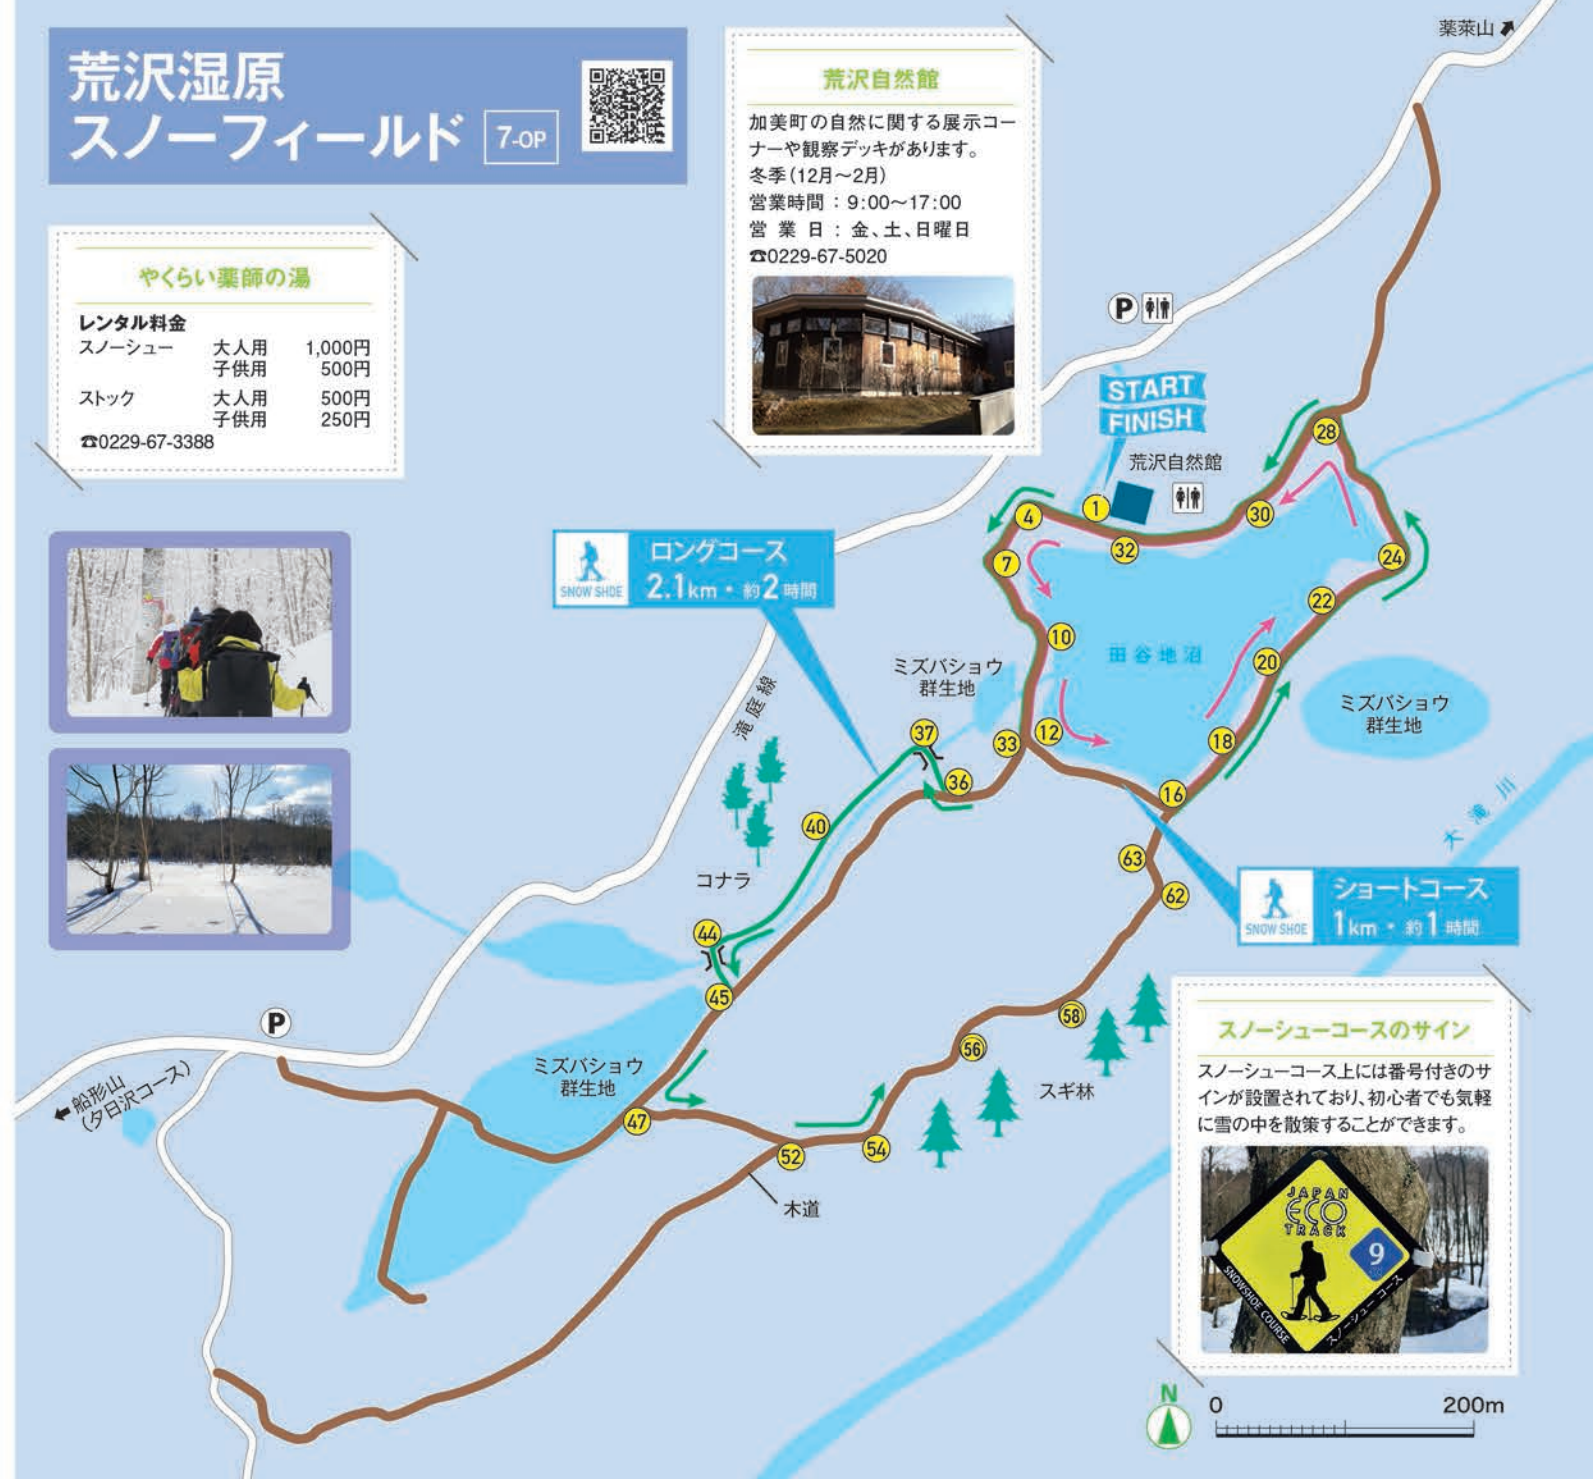 荒沢湿原
スノーフィールド 7-OP
やくらい薬師の湯
レンタル料金
スノーシュー 大人用 1,000円
子供用 500円
ストック 大人用 500円
子供用 250円
☎0229-67-3388
荒沢自然館
加美町の自然に関する展示コー
ナーや観察デッキがあります。
冬季(12月〜2月)
営業時間：9:00〜17:00
営業日：金、土、日曜日
☎0229-67-5020
薬萊山
P
START
FINISH
荒沢自然館
28
4
1
30
32
7
24
22
10
田谷地沼
20
ミズバショウ
群生地
ミズバショウ
群生地
SNOW SHOE
ロングコース
2.1km・約2時間
滝庭線
37
33
12
18
36
16
大滝川
40
63
62
コナラ
SNOW SHOE
ショートコース
1km・約1時間
44
45
58
56
P
ミズバショウ
群生地
スギ林
船形山
(夕日沢コース)
47
52
54
木道
スノーシューコースのサイン
スノーシューコース上には番号付きのサ
インが設置されており、初心者でも気軽
に雪の中を散策することができます。
JAPAN
ECO
TRACK
9
SNOWSHOE COURSE
スノーシュー コース
N
0 200m